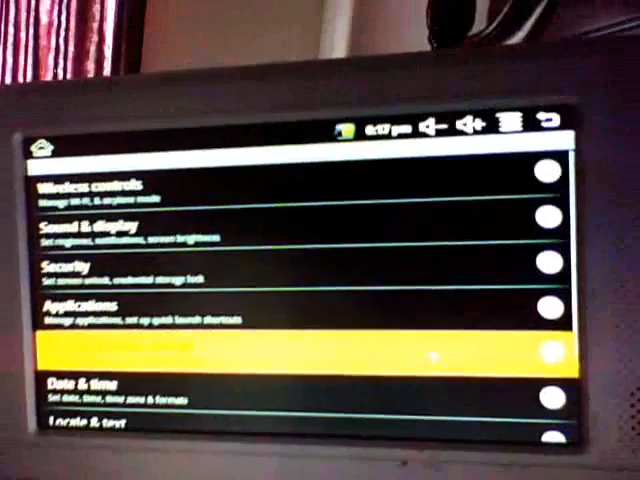 6:17 pm
Wireless controls
Manage Wi-Fi, & airplane mode
Sound & display
Set ringtones, notifications, screen brightness
Security
Set screen unlock, credential storage lock
Applications
Manage applications, set up quick launch shortcuts
Date & time
Set date, time, time zone & formats
Locale & text